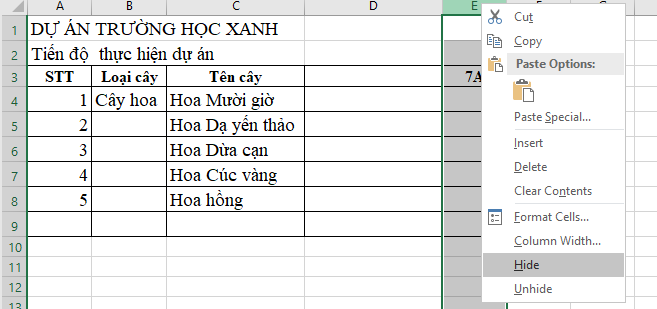 A B C D E
1 DỰ ÁN TRƯỜNG HỌC XANH
2 Tiến độ thực hiện dự án
3 STT Loại cây Tên cây 7A
4 1 Cây hoa Hoa Mười giờ
5 2 Hoa Dạ yến thảo
6 3 Hoa Dừa cạn
7 4 Hoa Cúc vàng
8 5 Hoa hồng
9
10
11
12
13
Cut
Copy
Paste Options:
Paste Special...
Insert
Delete
Clear Contents
Format Cells...
Column Width...
Hide
Unhide